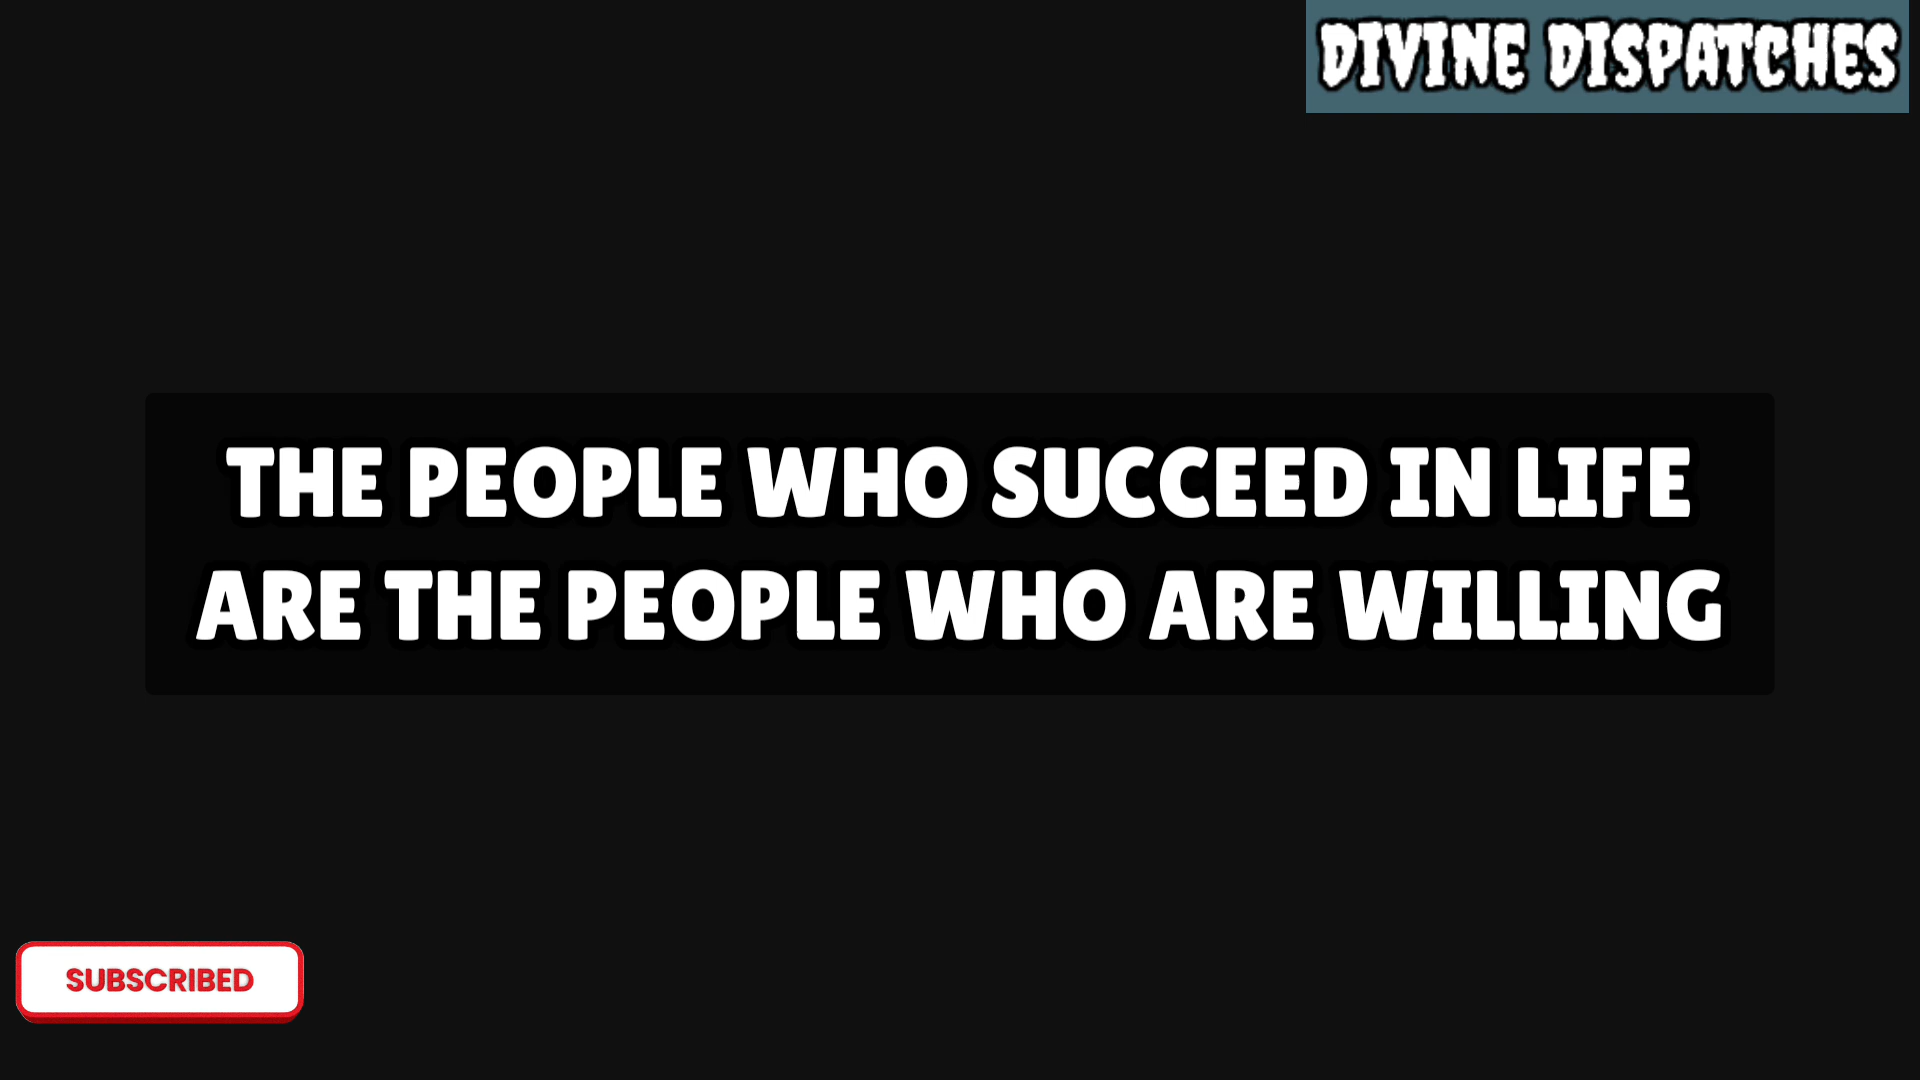 DIVINE DISPATCHES
THE PEOPLE WHO SUCCEED IN LIFE
ARE THE PEOPLE WHO ARE WILLING
SUBSCRIBED